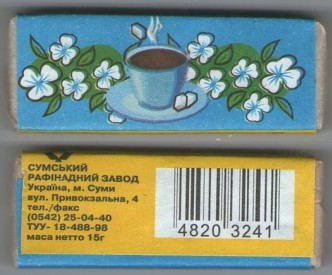 СУМСЬКИЙ
РАФІНАДНИЙ ЗАВОД
Україна, м. Суми
вул. Привокзальна, 4
тел./факс
(0542) 25-04-40
ТУУ- 18-488-98
маса нетто 15г
4820 3241